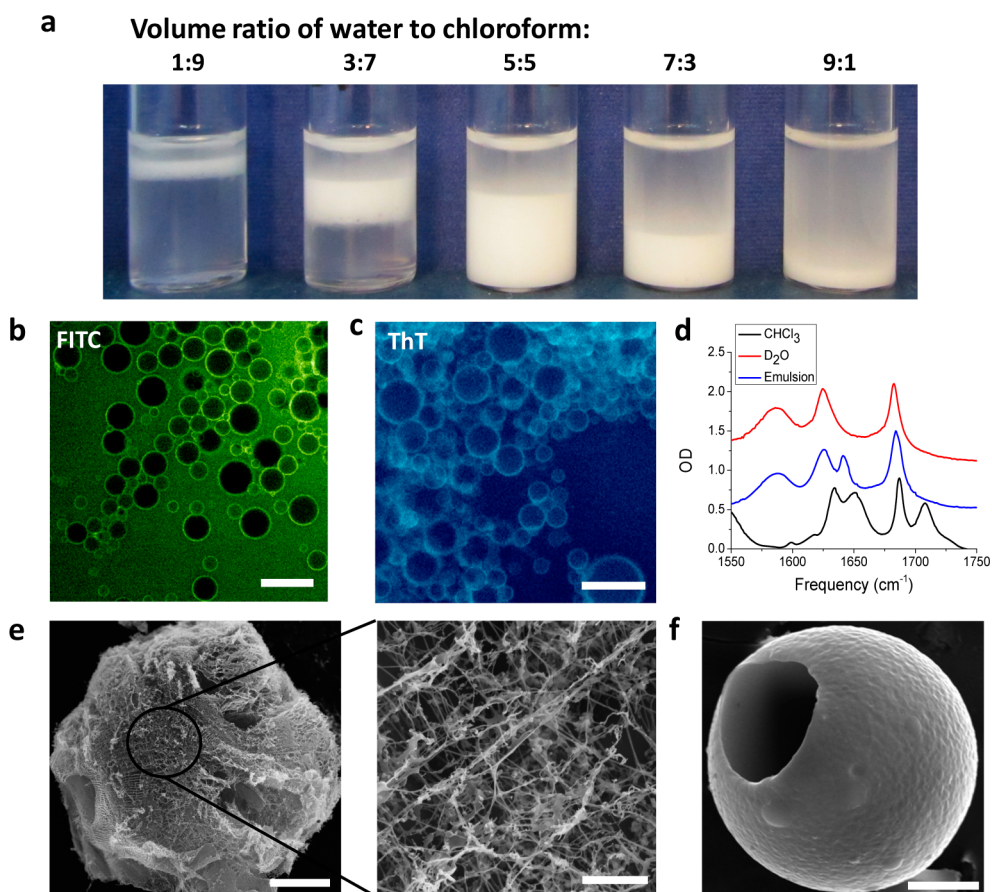 a
Volume ratio of water to chloroform:
1:9 3:7 5:5 7:3 9:1
b
FITC
c
ThT
d
CHCl₃
D₂O
Emulsion
2.5
2.0
1.5
1.0
0.5
0.0
OD
1550 1600 1650 1700 1750
Frequency (cm⁻¹)
e
f